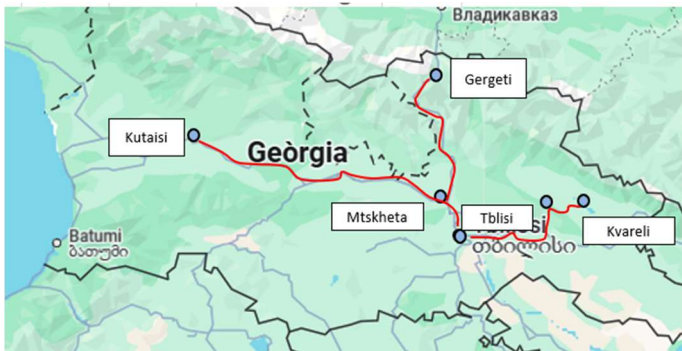 Владикавказ
Gergeti
Kutaisi
Geòrgia
Mtskheta
Tblisi
Kvareli
Batumi
ბათუმი
თბილისი